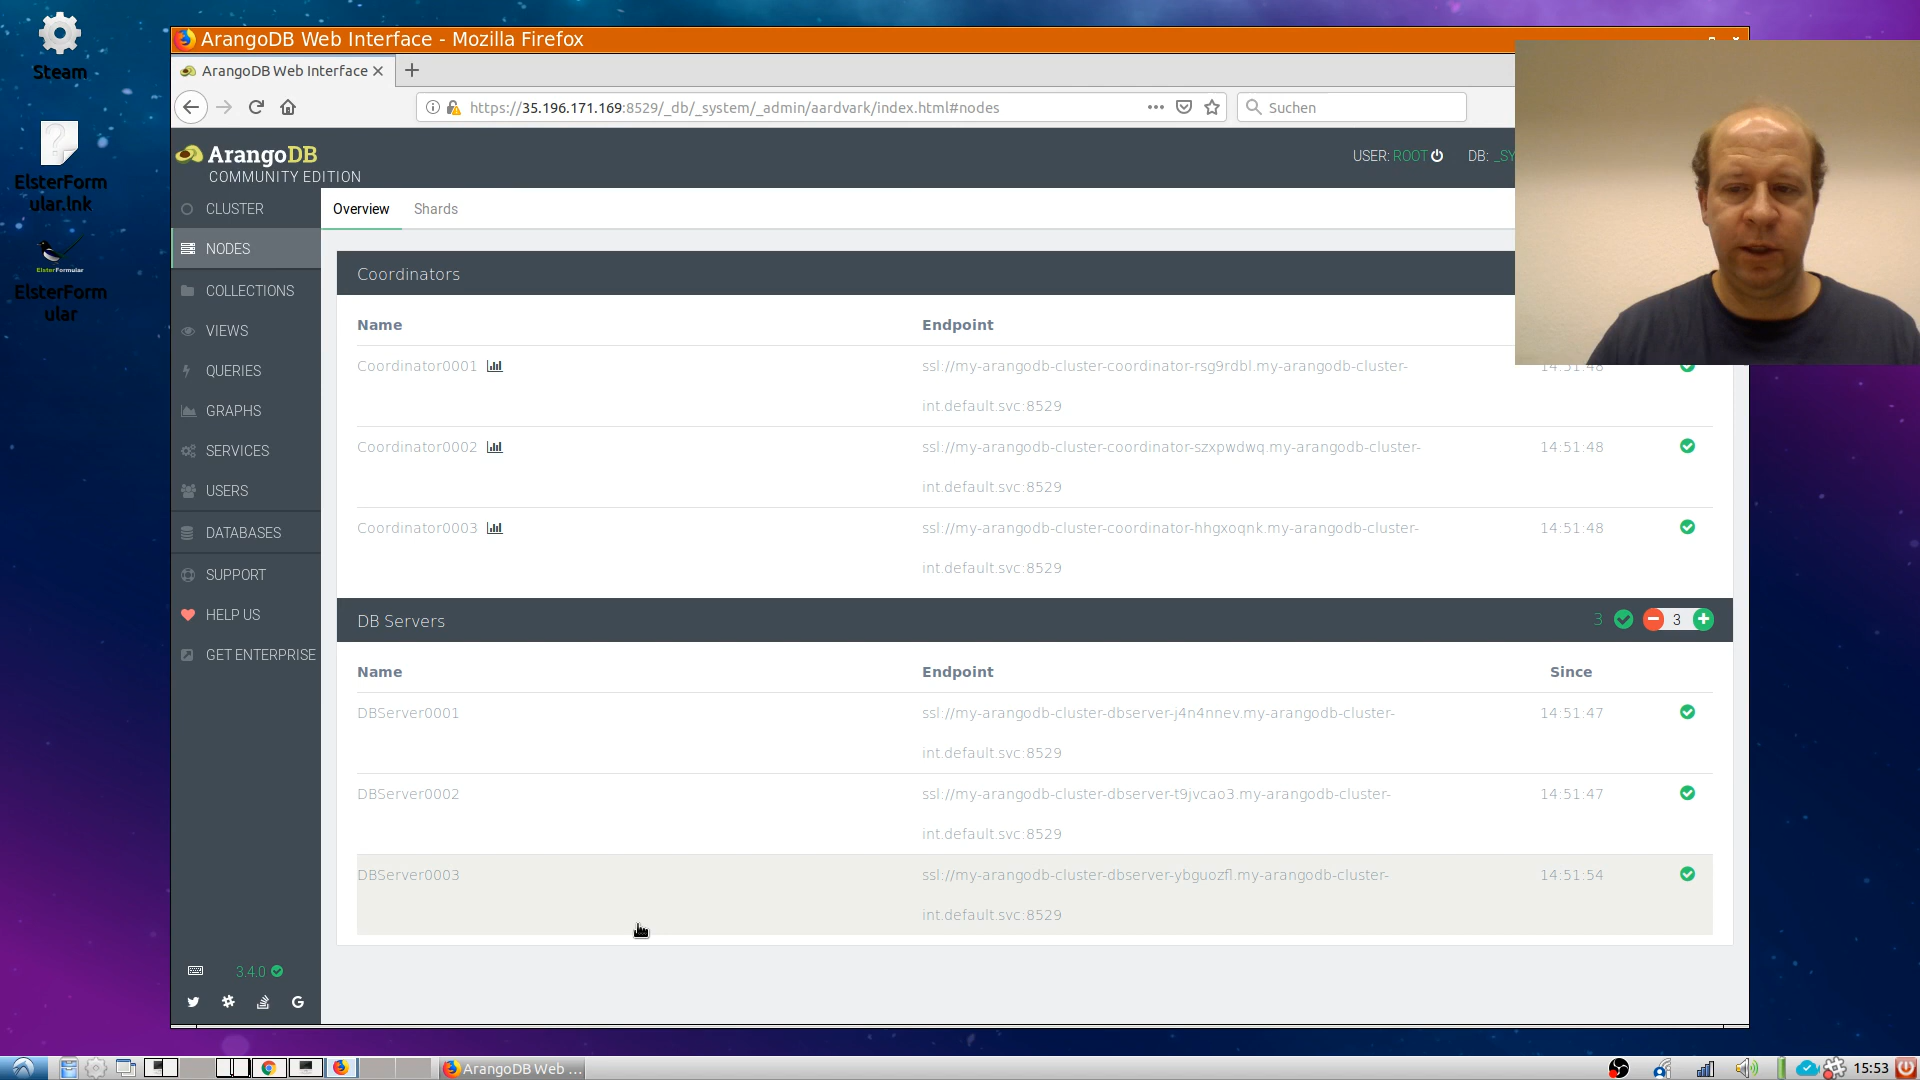 Steam
ElsterForm
ular.lnk
ElsterFormular
ElsterForm
ular
ArangoDB Web Interface - Mozilla Firefox
ArangoDB Web Interface
https://35.196.171.169:8529/_db/_system/_admin/aardvark/index.html#nodes
Suchen
ArangoDB
COMMUNITY EDITION
USER: ROOT
DB: _SY
CLUSTER
NODES
COLLECTIONS
VIEWS
QUERIES
GRAPHS
SERVICES
USERS
DATABASES
SUPPORT
HELP US
GET ENTERPRISE
3.4.0
Overview Shards
Coordinators
Name Endpoint
Coordinator0001 ssl://my-arangodb-cluster-coordinator-rsg9rdbl.my-arangodb-cluster- 14:51:48
int.default.svc:8529
Coordinator0002 ssl://my-arangodb-cluster-coordinator-szxpwdwq.my-arangodb-cluster- 14:51:48
int.default.svc:8529
Coordinator0003 ssl://my-arangodb-cluster-coordinator-hhgxoqnk.my-arangodb-cluster- 14:51:48
int.default.svc:8529
DB Servers 3 3
Name Endpoint Since
DBServer0001 ssl://my-arangodb-cluster-dbserver-j4n4nnev.my-arangodb-cluster- 14:51:47
int.default.svc:8529
DBServer0002 ssl://my-arangodb-cluster-dbserver-t9jvcao3.my-arangodb-cluster- 14:51:47
int.default.svc:8529
DBServer0003 ssl://my-arangodb-cluster-dbserver-ybguozfl.my-arangodb-cluster- 14:51:54
int.default.svc:8529
ArangoDB Web ...
15:53